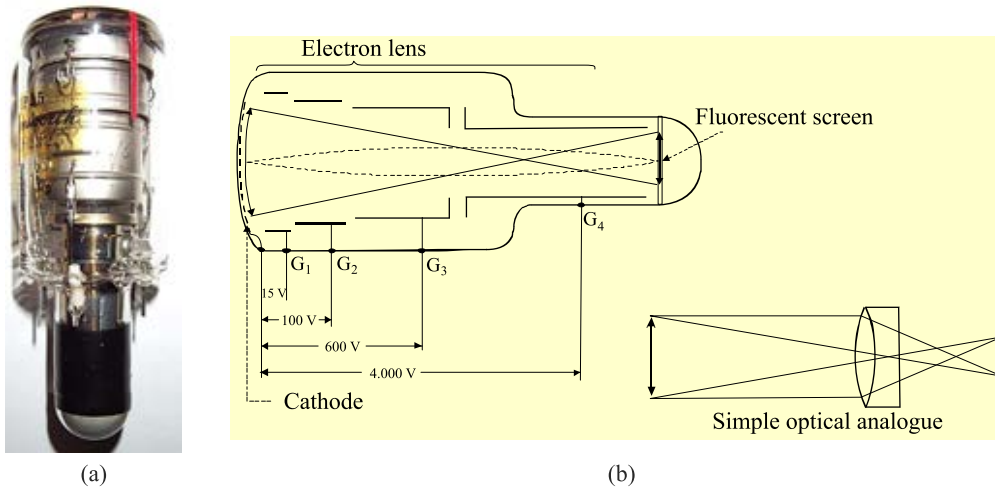 Electron lens
Fluorescent screen
G4
G1
G2
G3
15 V
100 V
600 V
4.000 V
Cathode
Simple optical analogue
(a)
(b)